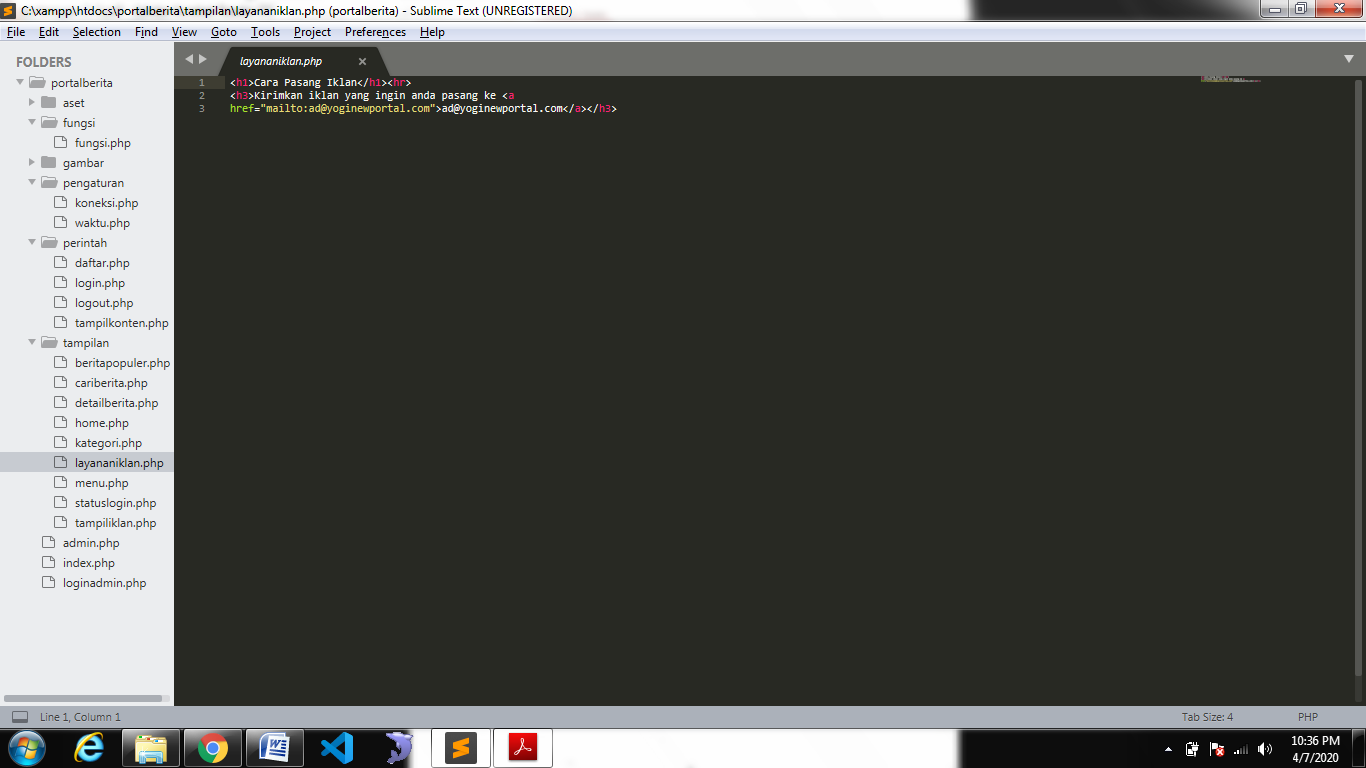 C:\xampp\htdocs\portalberita\tampilan\layananiklan.php (portalberita) - Sublime Text (UNREGISTERED)
File Edit Selection Find View Goto Tools Project Preferences Help
FOLDERS
portalberita
aset
fungsi
fungsi.php
gambar
pengaturan
koneksi.php
waktu.php
perintah
daftar.php
login.php
logout.php
tampilkonten.php
tampilan
beritapopuler.php
cariberita.php
detailberita.php
home.php
kategori.php
layananiklan.php
menu.php
statuslogin.php
tampiliklan.php
admin.php
index.php
loginadmin.php
layananiklan.php
1 <h1>Cara Pasang Iklan</h1><hr>
2 <h3>Kirimkan iklan yang ingin anda pasang ke <a
3 href="mailto:ad@yoginewportal.com">ad@yoginewportal.com</a></h3>
Line 1, Column 1
Tab Size: 4
PHP
10:36 PM
4/7/2020